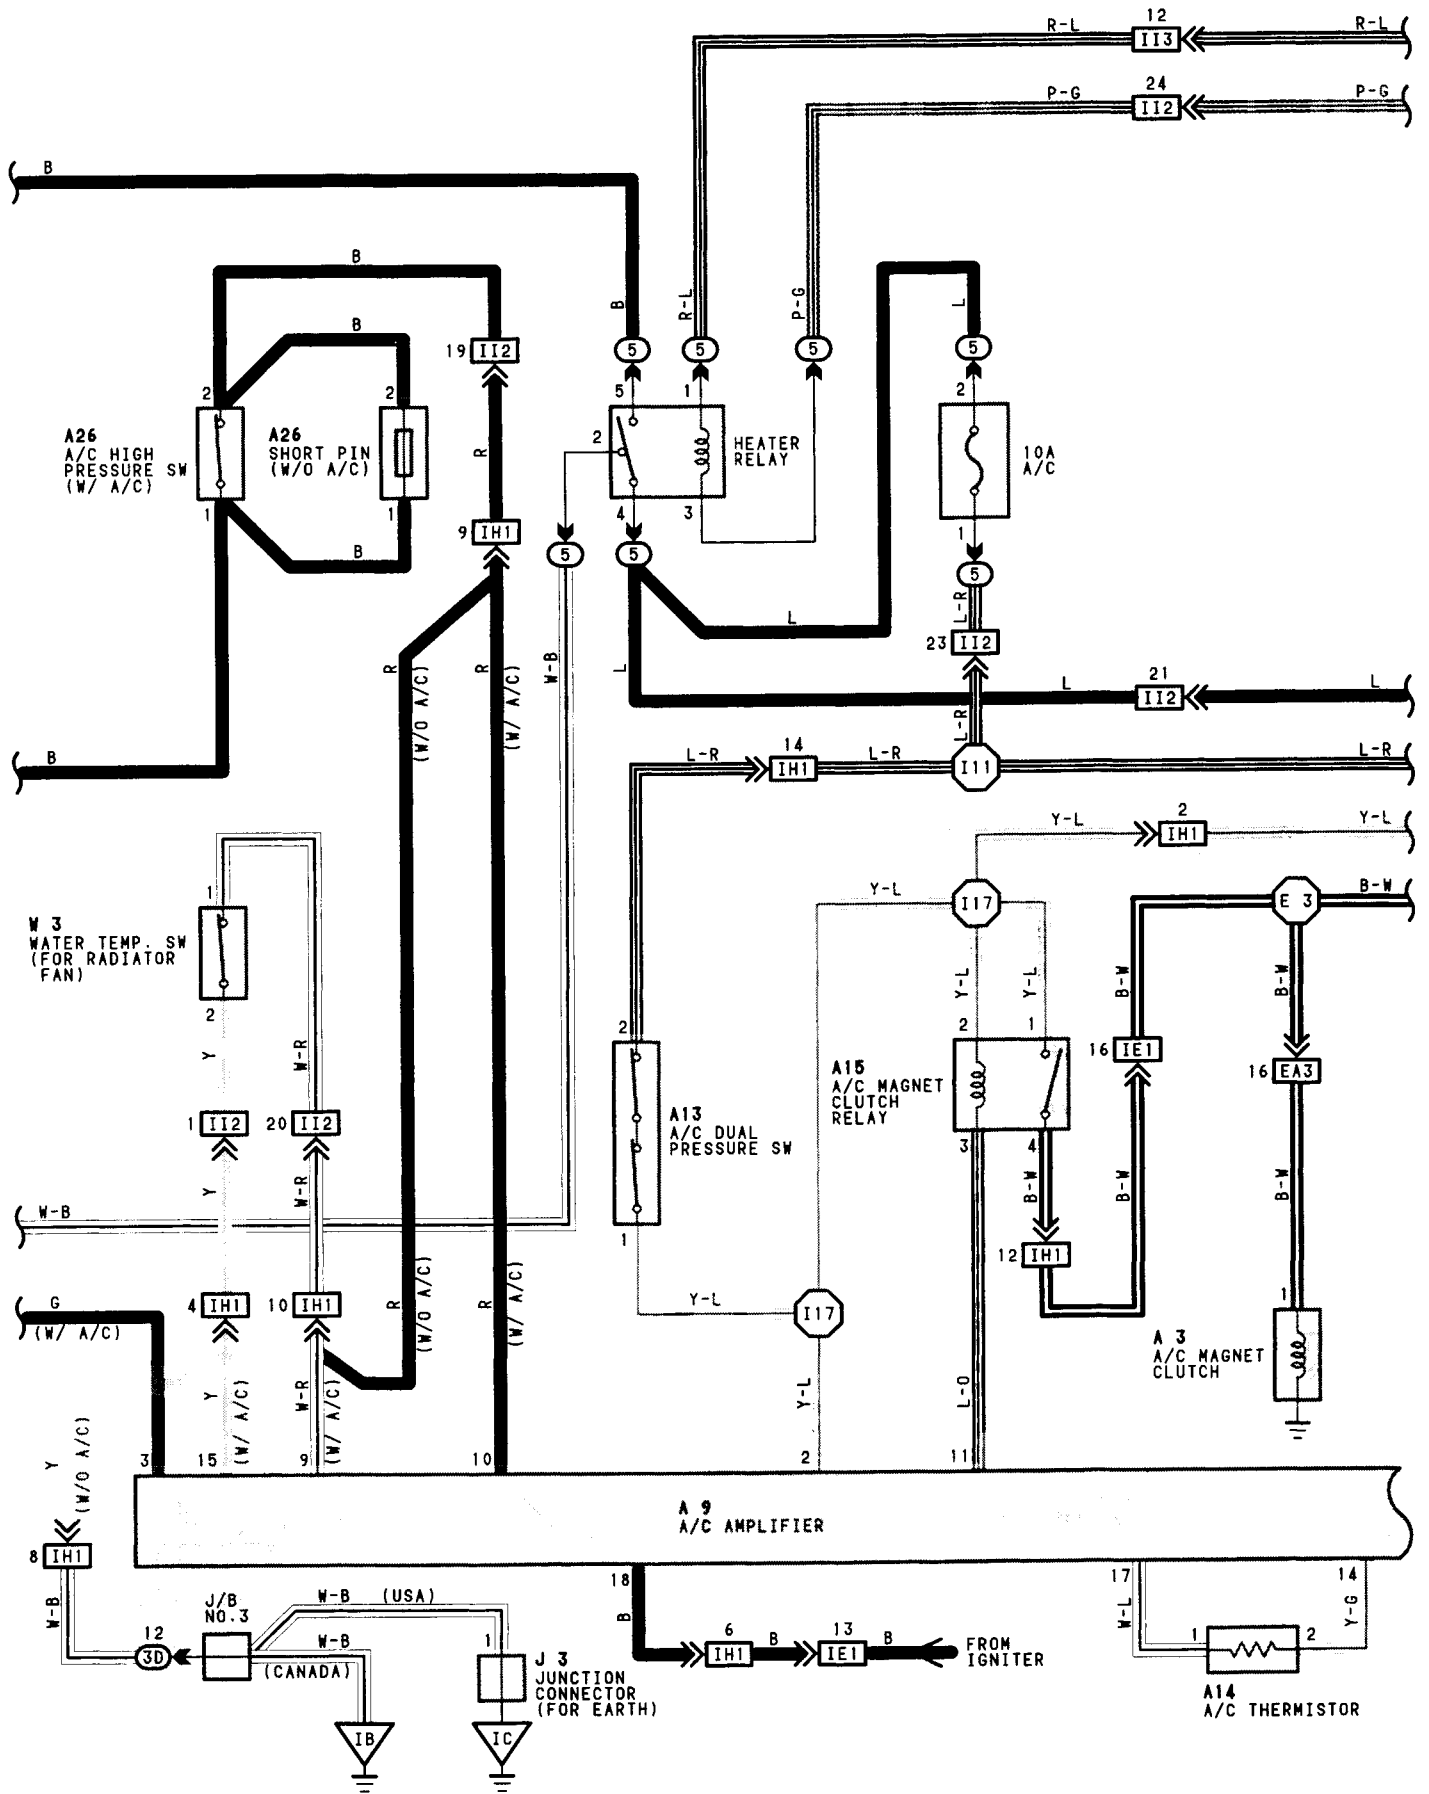 12
R-L
II3
R-L
24
P-G
II2
P-G
B
B
B
R-L
P-G
L
B
19 II2
5
5
5
5
2
2
5
1
2
A26
A/C HIGH
PRESSURE SW
(W/ A/C)
A26
SHORT PIN
(W/O A/C)
R
2
HEATER
RELAY
10A
A/C
1
1
9 IH1
4
3
1
B
5
5
5
L-R
L
23 II2
R
(W/O A/C)
R
(W/ A/C)
W-B
L
21
L
II2
L
L-R
B
14
L-R
IH1
L-R
I11
L-R
2
Y-L
IH1
Y-L
1
Y-L
I17
E 3
B-W
W 3
WATER TEMP. SW
(FOR RADIATOR
FAN)
Y-L
Y-L
B-W
B-W
2
2
2
1
Y
W-R
16 IE1
16 EA3
A15
A/C MAGNET
CLUTCH
RELAY
A13
A/C DUAL
PRESSURE SW
1 II2
20 II2
3
4
Y
W-R
B-W
B-W
B-W
W-B
1
12 IH1
G
(W/ A/C)
4 IH1
10 IH1
R
(W/O A/C)
R
(W/ A/C)
Y-L
I17
1
A 3
A/C MAGNET
CLUTCH
Y
(W/ A/C)
W-R
(W/ A/C)
Y-L
L-O
Y
(W/O A/C)
3
15
9
10
2
11
A 9
A/C AMPLIFIER
8 IH1
18
17
14
W-B
J/B
NO.3
W-B (USA)
B
W-L
Y-G
12
3D
W-B
(CANADA)
1
6
IH1
B
13
IE1
B
FROM
IGNITER
1
2
J 3
JUNCTION
CONNECTOR
(FOR EARTH)
A14
A/C THERMISTOR
IB
IC